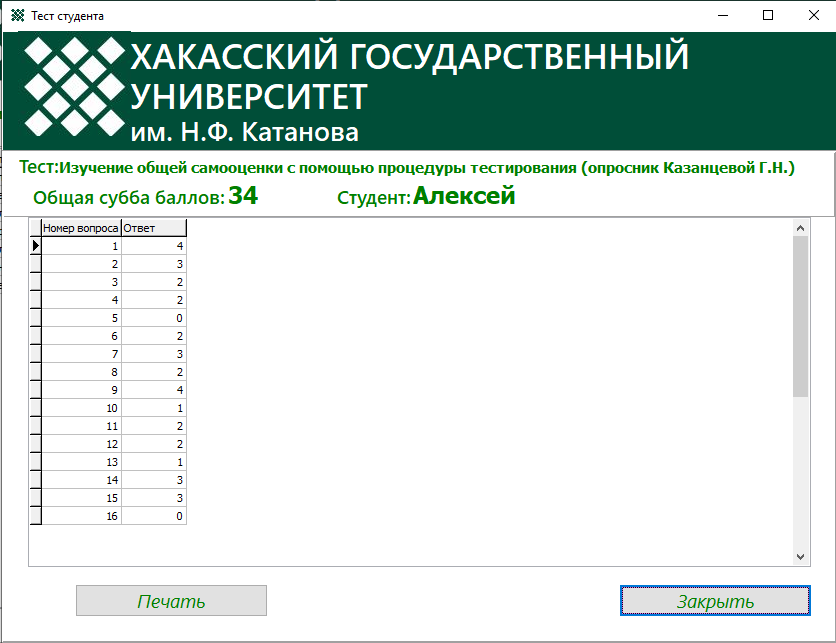 Тест студента
ХАКАССКИЙ ГОСУДАРСТВЕННЫЙ
УНИВЕРСИТЕТ
им. Н.Ф. Катанова
Тест:Изучение общей самооценки с помощью процедуры тестирования (опросник Казанцевой Г.Н.)
Общая субба баллов: 34 Студент: Алексей
Номер вопроса Ответ
1 4
2 3
3 2
4 2
5 0
6 2
7 3
8 2
9 4
10 1
11 2
12 2
13 1
14 3
15 3
16 0
Печать Закрыть